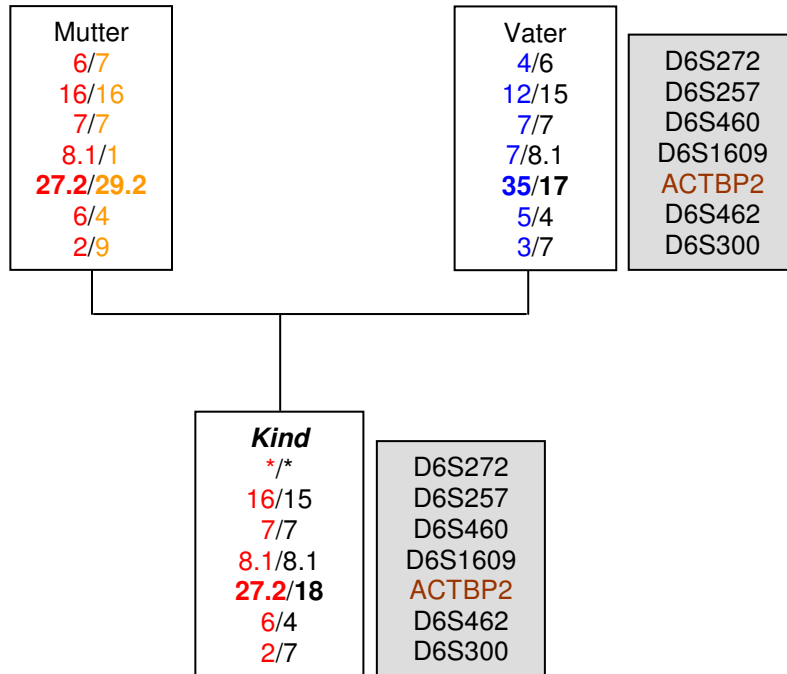 Mutter
6/7
16/16
7/7
8.1/1
27.2/29.2
6/4
2/9
Vater
4/6
12/15
7/7
7/8.1
35/17
5/4
3/7
D6S272
D6S257
D6S460
D6S1609
ACTBP2
D6S462
D6S300
Kind
*/*
16/15
7/7
8.1/8.1
27.2/18
6/4
2/7
D6S272
D6S257
D6S460
D6S1609
ACTBP2
D6S462
D6S300